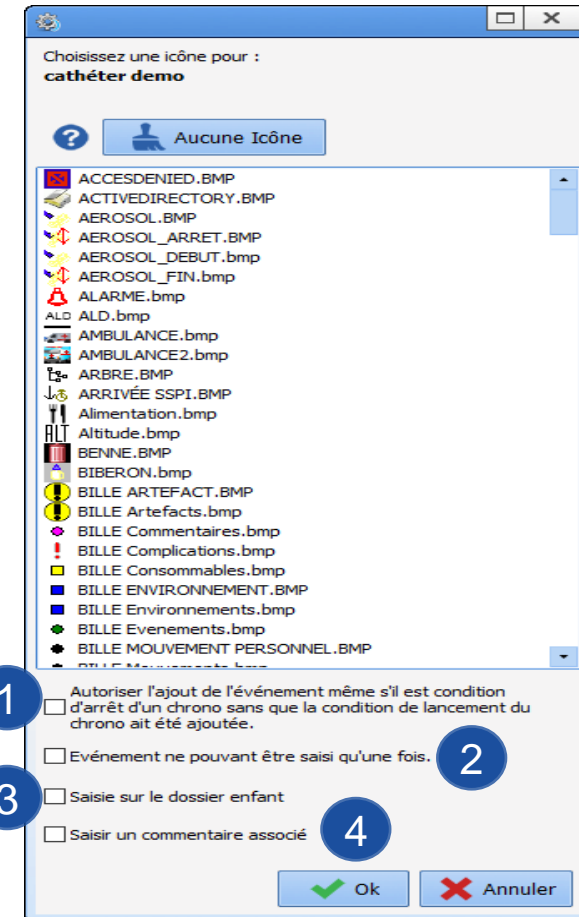 Choisissez une icône pour :
cathéter demo
? Aucune Icône
ACCESDENIED.BMP
ACTIVEDIRECTORY.BMP
AEROSOL.BMP
AEROSOL_ARRET.BMP
AEROSOL_DEBUT.bmp
AEROSOL_FIN.bmp
ALARME.bmp
ALD ALD.bmp
AMBULANCE.bmp
AMBULANCE2.bmp
ARBRE.BMP
ARRIVÉE SSPI.BMP
Alimentation.bmp
ALT Altitude.bmp
BENNE.BMP
BIBERON.bmp
BILLE ARTEFACT.BMP
BILLE Artefacts.bmp
BILLE Commentaires.bmp
BILLE Complications.bmp
BILLE Consommables.bmp
BILLE ENVIRONNEMENT.BMP
BILLE Environnements.bmp
BILLE Evenements.bmp
BILLE MOUVEMENT PERSONNEL.BMP
1
Autoriser l'ajout de l'événement même s'il est condition
d'arrêt d'un chrono sans que la condition de lancement du
chrono ait été ajoutée.
Evénement ne pouvant être saisi qu'une fois. 2
3 Saisie sur le dossier enfant
Saisir un commentaire associé 4
Ok Annuler